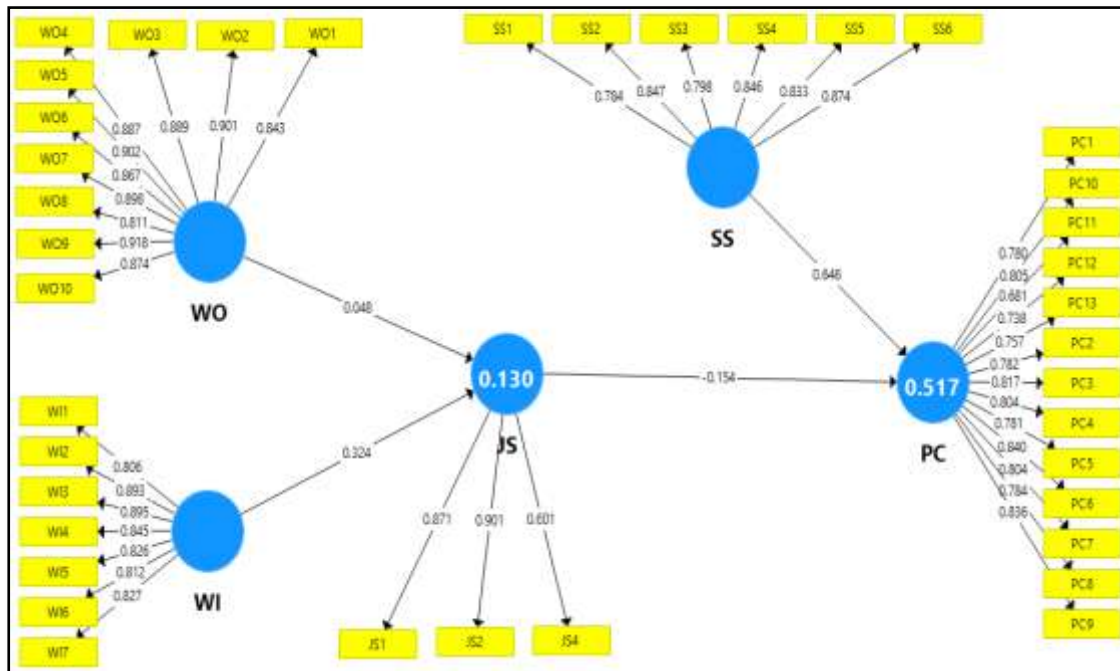 WO4
WO3
WO2
WO1
WO5
WO6
WO7
WO8
WO9
WO10
0.887
0.889
0.901
0.843
0.902
0.867
0.898
0.811
0.918
0.874
WO
SS1
SS2
SS3
SS4
SS5
SS6
0.784
0.847
0.798
0.846
0.833
0.874
SS
0.646
0.048
WI1
WI2
WI3
WI4
WI5
WI6
WI7
0.806
0.893
0.895
0.845
0.826
0.812
0.827
WI
0.324
0.130
JS
0.871
0.901
0.601
JS1
JS2
JS4
-0.154
0.517
PC
0.780
0.805
0.681
0.738
0.757
0.782
0.817
0.804
0.781
0.840
0.804
0.784
0.836
PC1
PC10
PC11
PC12
PC13
PC2
PC3
PC4
PC5
PC6
PC7
PC8
PC9